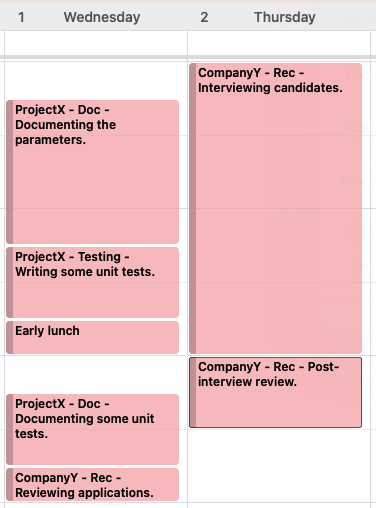 1 Wednesday
2 Thursday
ProjectX - Doc -
Documenting the
parameters.
ProjectX - Testing -
Writing some unit tests.
Early lunch
ProjectX - Doc -
Documenting some unit
tests.
CompanyY - Rec -
Reviewing applications.
CompanyY - Rec -
Interviewing candidates.
CompanyY - Rec - Post-
interview review.